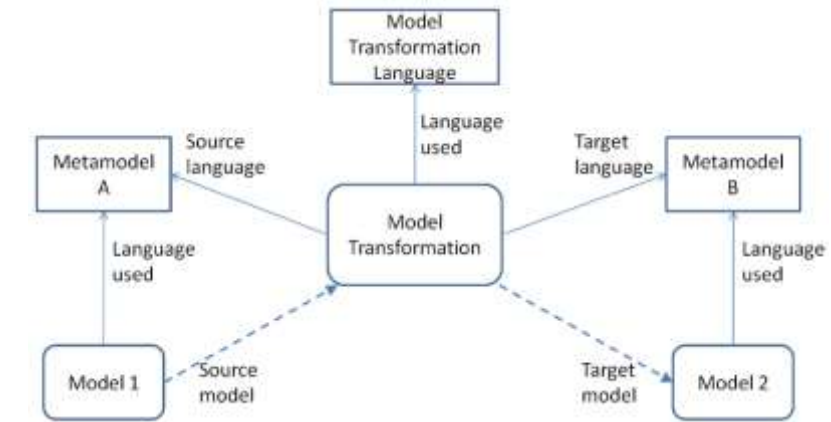 Model
Transformation
Language
Language
used
Source
language
Target
language
Metamodel
A
Metamodel
B
Model
Transformation
Language
used
Language
used
Model 1
Source
model
Target
model
Model 2